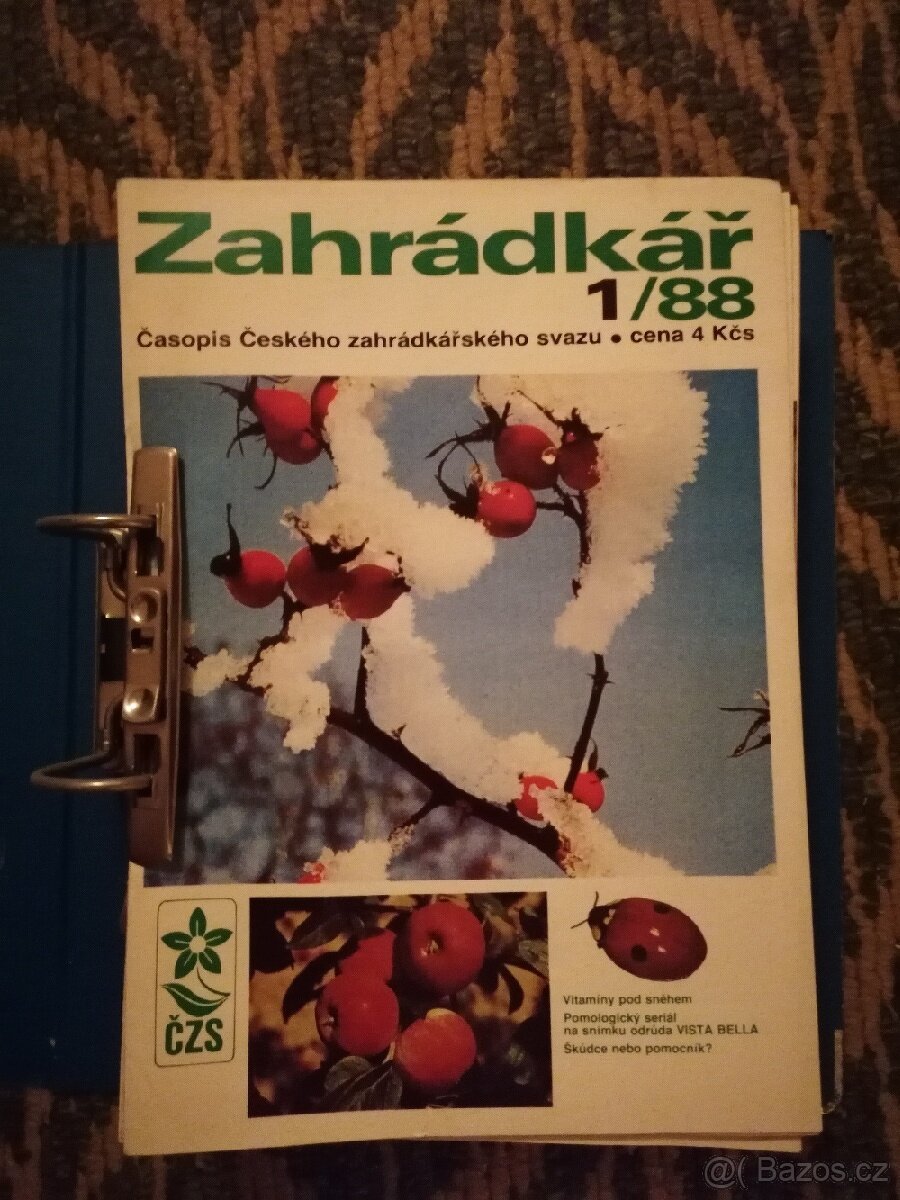 Zahrádkář
1/88
Časopis Českého zahrádkářského svazu • cena 4 Kčs
ČZS
Vitamíny pod sněhem
Pomologický seriál
na snímku odrůda VISTA BELLA
Škůdce nebo pomocník?
@( Bazos.cz